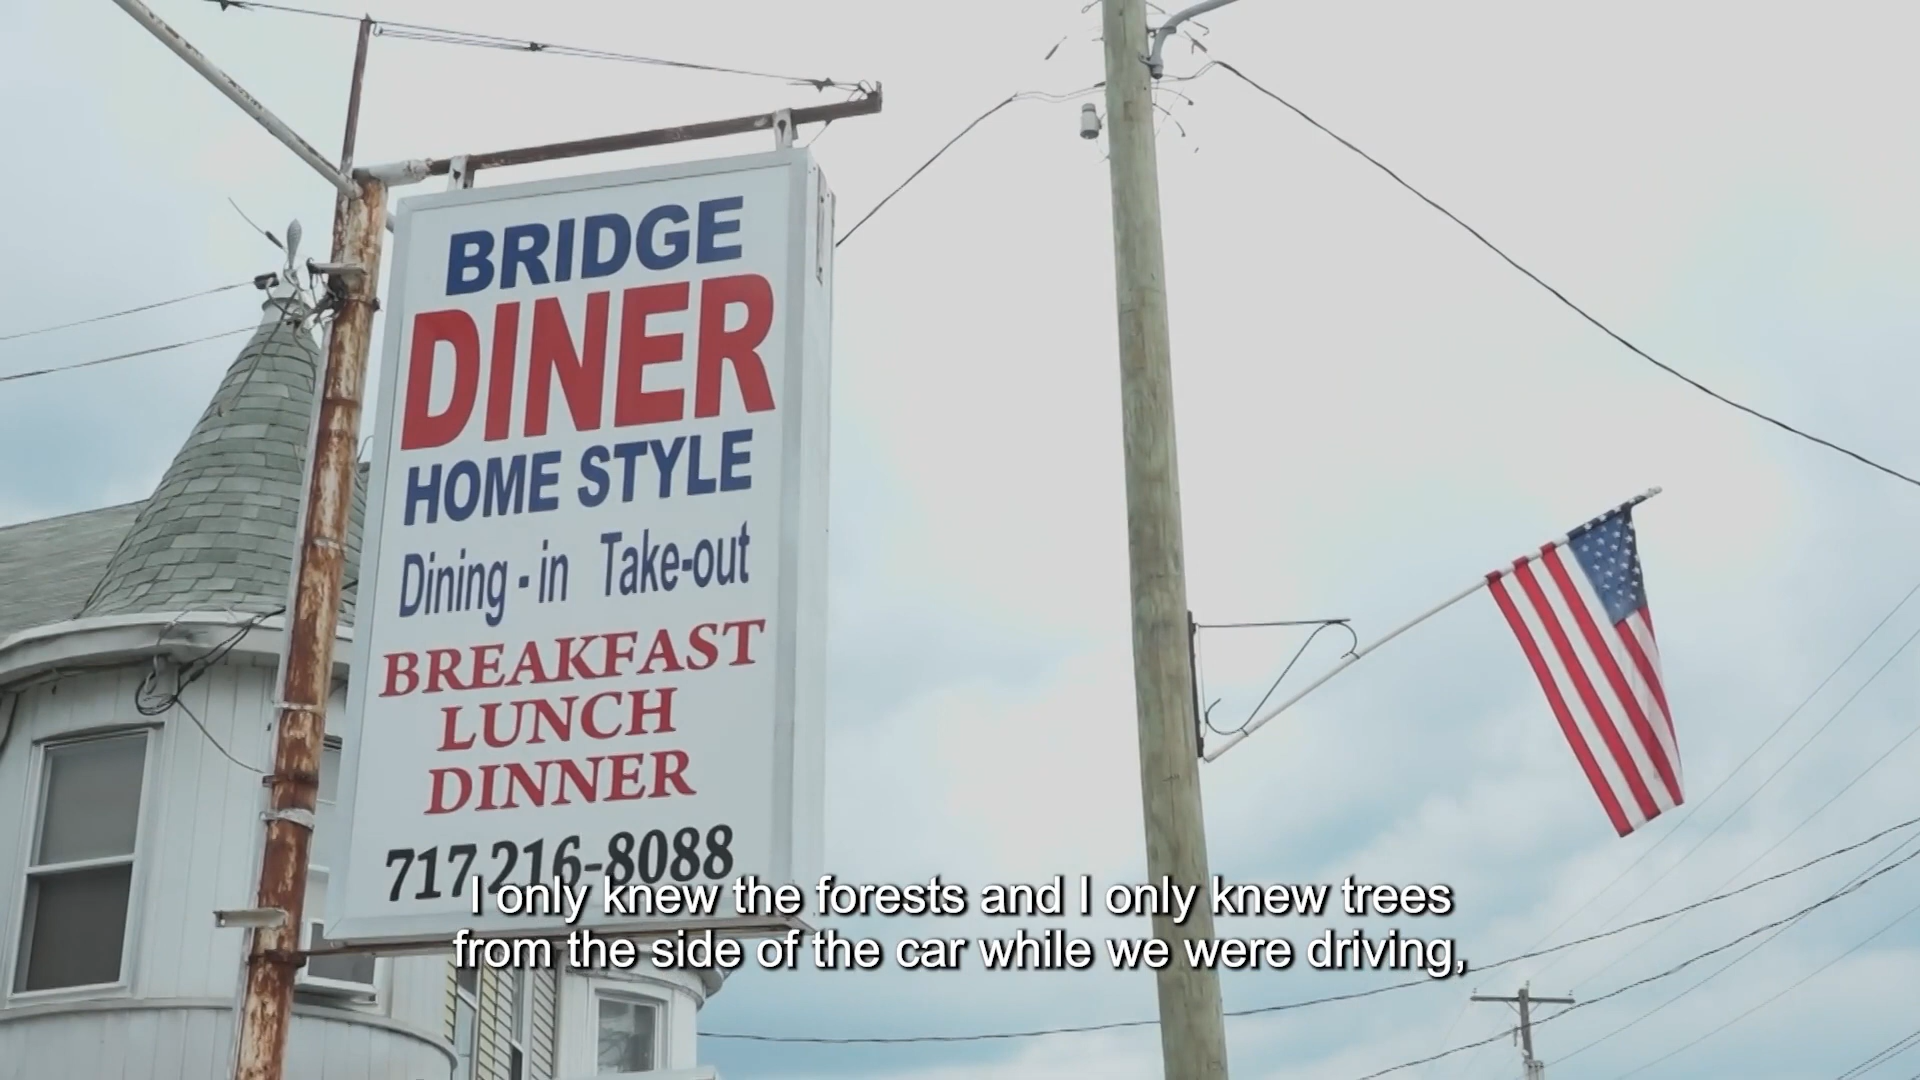 BRIDGE
DINER
HOME STYLE
Dining - in Take-out
BREAKFAST
LUNCH
DINNER
717 216-8088
I only knew the forests and I only knew trees
from the side of the car while we were driving,